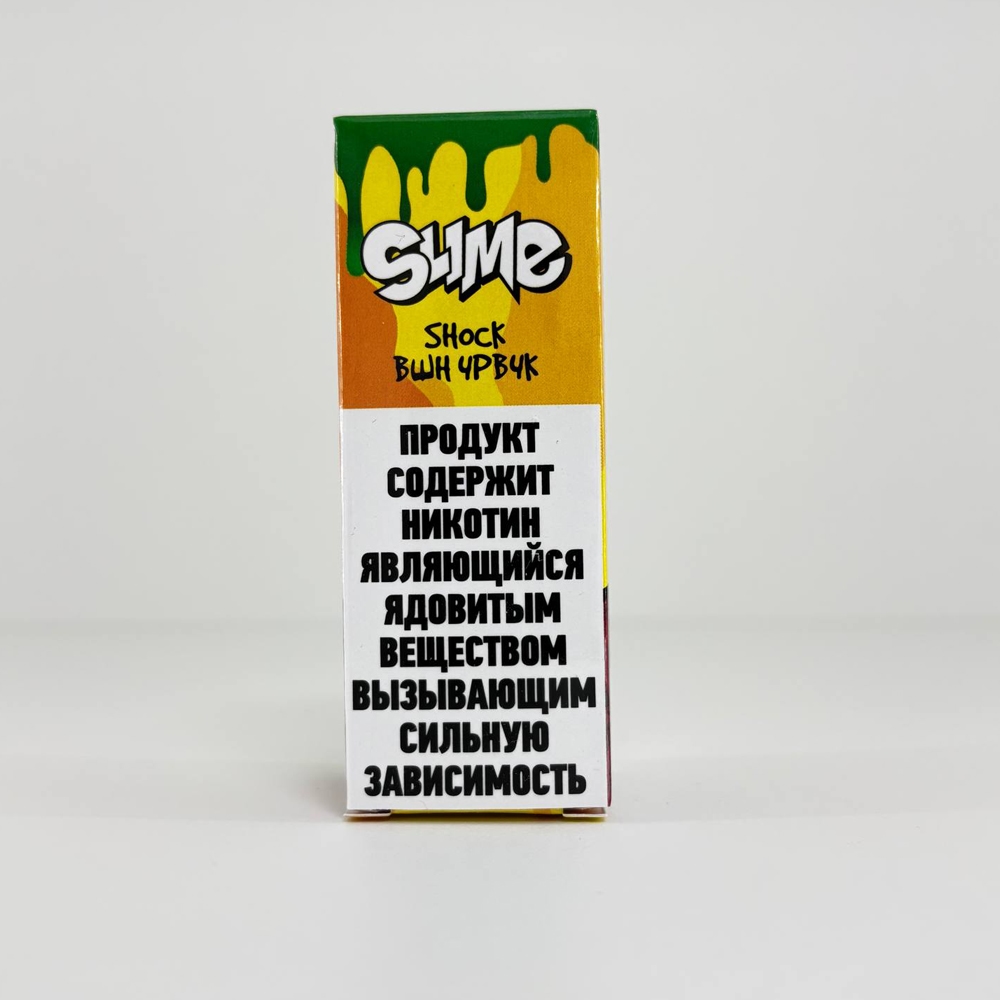 SLIME
SHOCK
ВШН ЧРВЧК
ПРОДУКТ
СОДЕРЖИТ
НИКОТИН
ЯВЛЯЮЩИЙСЯ
ЯДОВИТЫМ
ВЕЩЕСТВОМ
ВЫЗЫВАЮЩИМ
СИЛЬНУЮ
ЗАВИСИМОСТЬ